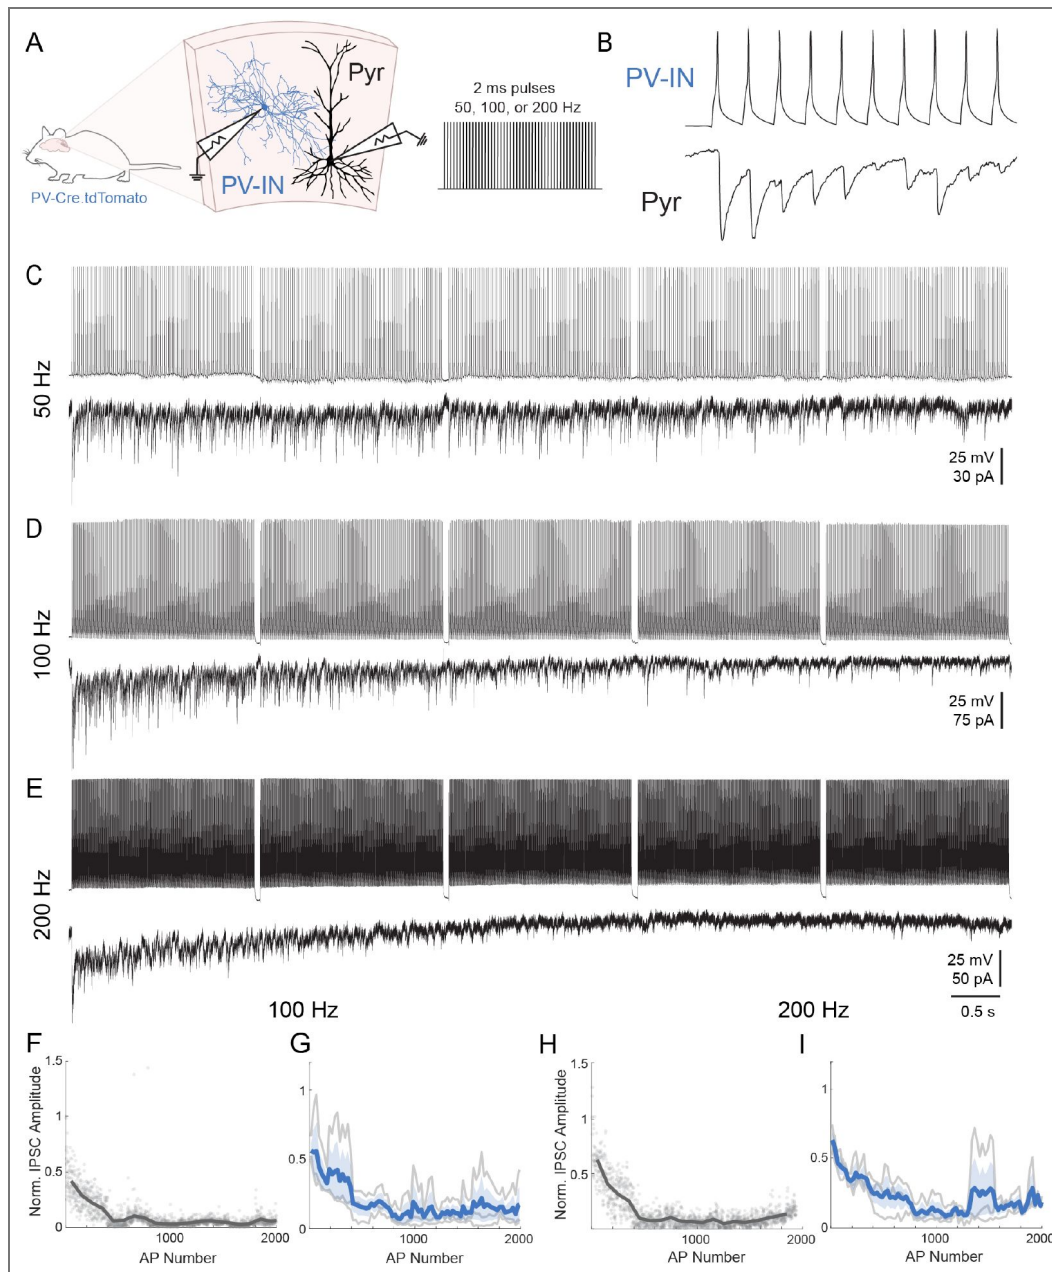 A
Pyr
PV-IN
PV-Cre.tdTomato
2 ms pulses
50, 100, or 200 Hz
B
PV-IN
Pyr
C
50 Hz
25 mV
30 pA
D
100 Hz
25 mV
75 pA
E
200 Hz
25 mV
50 pA
0.5 s
100 Hz
200 Hz
F
Norm. IPSC Amplitude
1.5
1
0.5
0
1000
2000
AP Number
G
1
0.5
0
1000
2000
AP Number
H
Norm. IPSC Amplitude
1.5
1
0.5
0
1000
2000
AP Number
I
1
0.5
0
1000
2000
AP Number